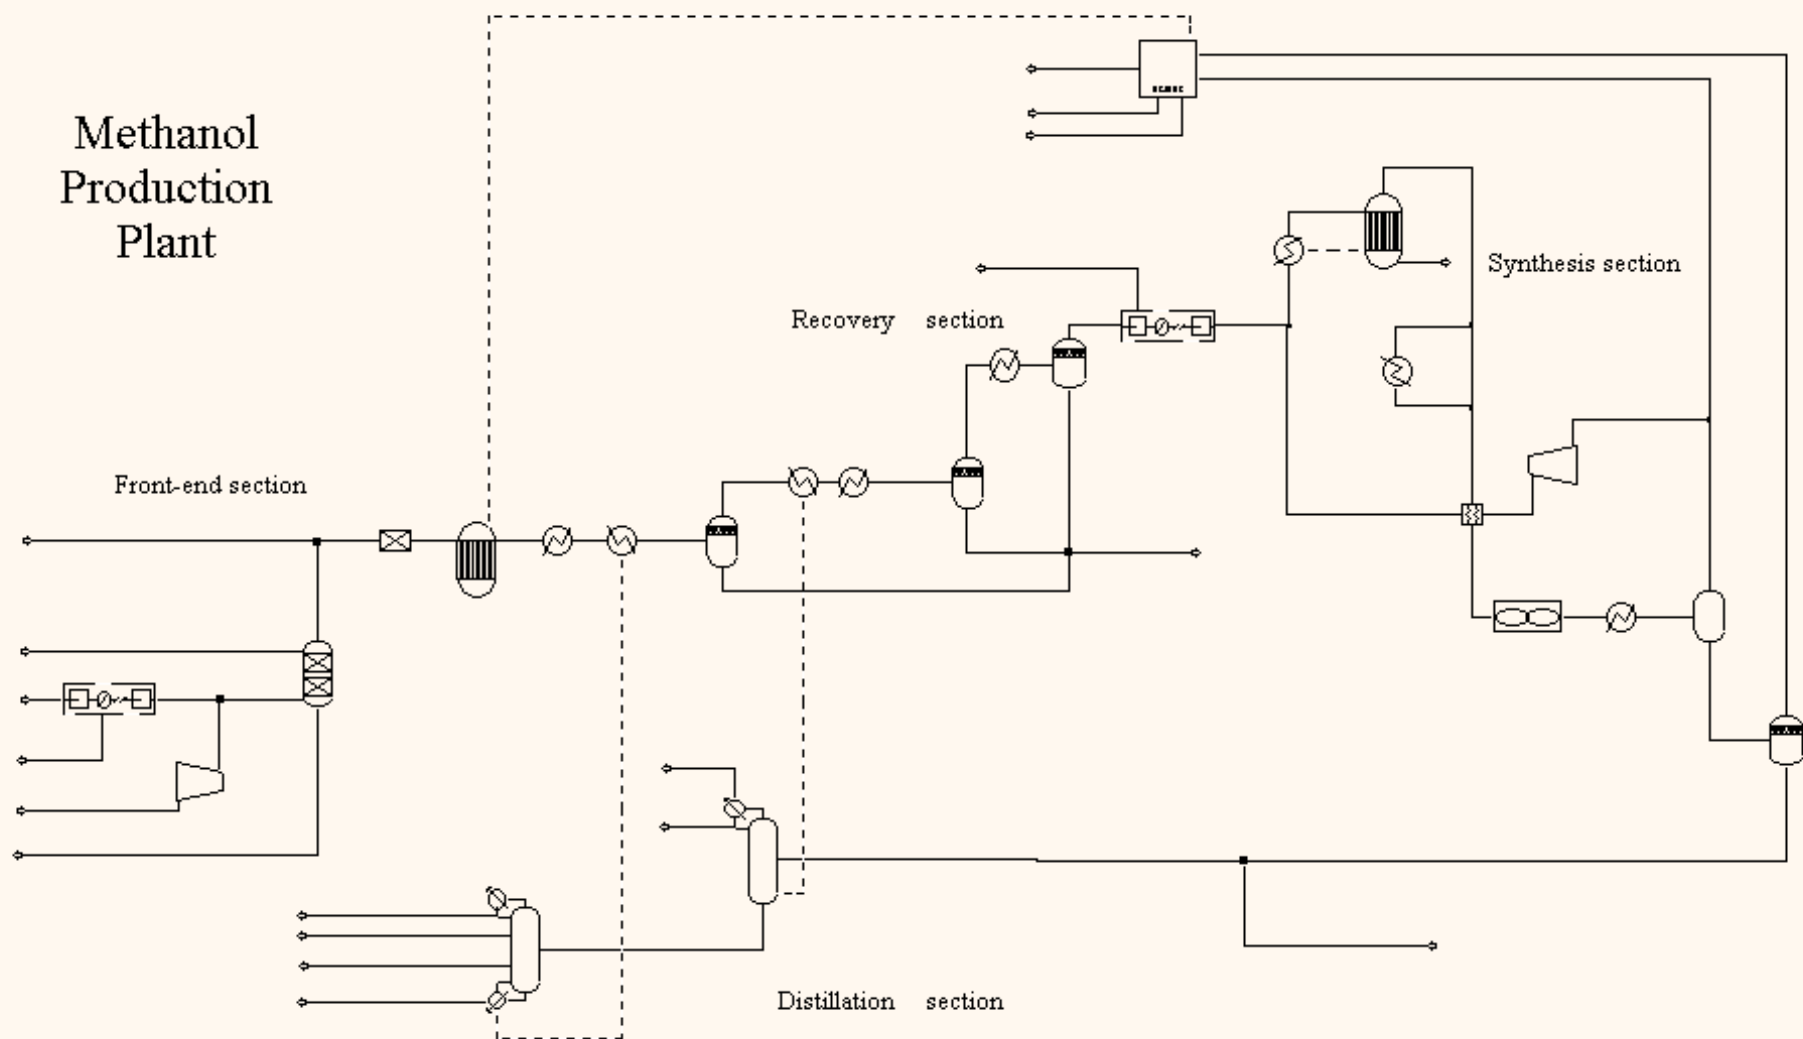 Methanol
Production
Plant
Synthesis section
Recovery section
Front-end section
Distillation section